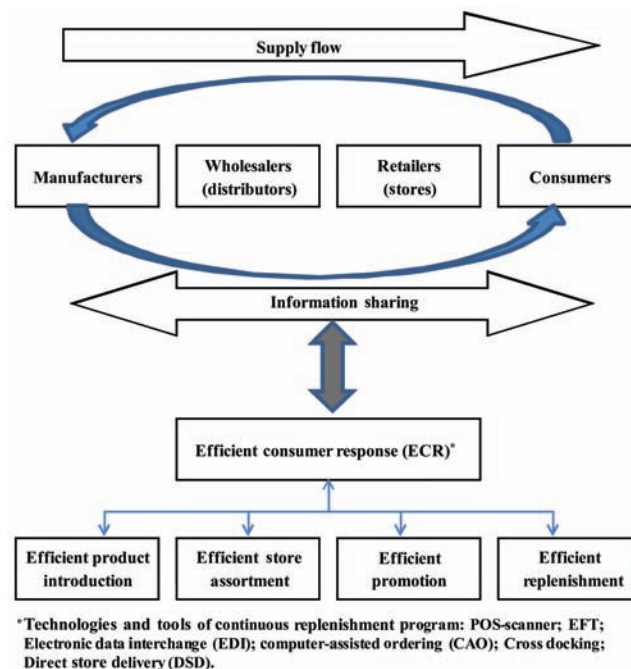 Supply flow
Manufacturers
Wholesalers
(distributors)
Retailers
(stores)
Consumers
Information sharing
Efficient consumer response (ECR)*
Efficient product
introduction
Efficient store
assortment
Efficient
promotion
Efficient
replenishment
*Technologies and tools of continuous replenishment program: POS-scanner; EFT;
Electronic data interchange (EDI); computer-assisted ordering (CAO); Cross docking;
Direct store delivery (DSD).